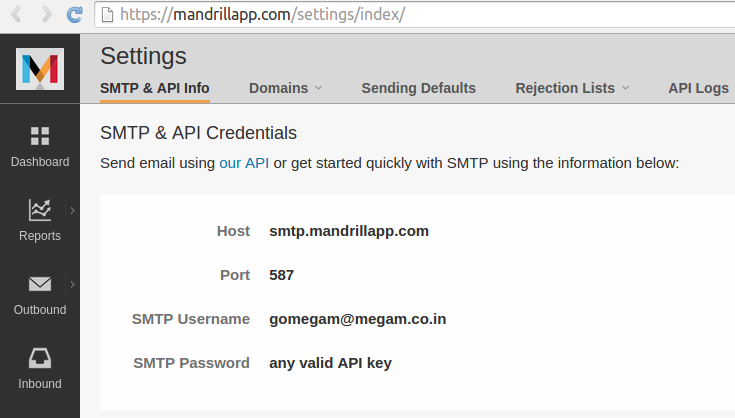 https://mandrillapp.com/settings/index/
Settings
SMTP & API Info Domains Sending Defaults Rejection Lists API Logs
SMTP & API Credentials
Send email using our API or get started quickly with SMTP using the information below:
Host smtp.mandrillapp.com
Port 587
SMTP Username gomegam@megam.co.in
SMTP Password any valid API key
Dashboard
Reports
Outbound
Inbound